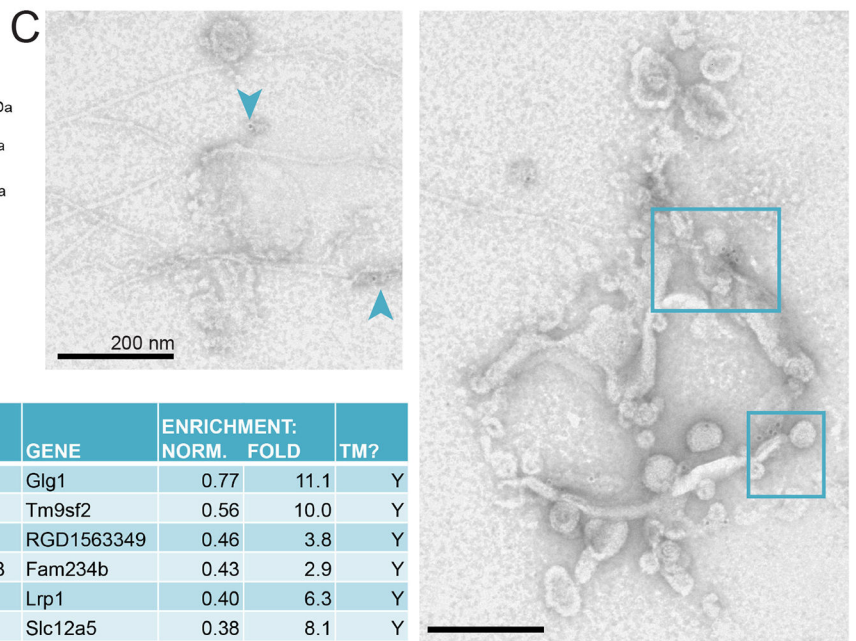 C
a
a
a
200 nm
ENRICHMENT:
GENE NORM. FOLD TM?
Glg1 0.77 11.1 Y
Tm9sf2 0.56 10.0 Y
RGD1563349 0.46 3.8 Y
3 Fam234b 0.43 2.9 Y
Lrp1 0.40 6.3 Y
Slc12a5 0.38 8.1 Y